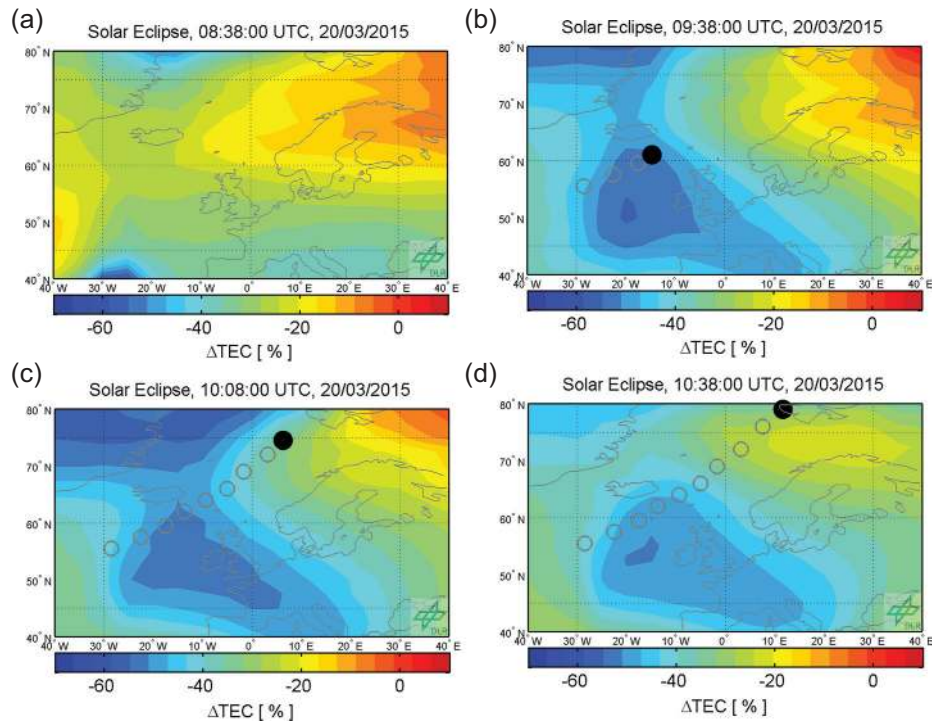 (a)
Solar Eclipse, 08:38:00 UTC, 20/03/2015
80°N
70°N
60°N
50°N
40°N
40°W 30°W 20°W 10°W 0° 10°E 20°E 30°E 40°E
-60 -40 -20 0
ΔTEC [ % ]
(b)
Solar Eclipse, 09:38:00 UTC, 20/03/2015
80°N
70°N
60°N
50°N
40°N
40°W 30°W 20°W 10°W 0° 10°E 20°E 30°E 40°E
-60 -40 -20 0
ΔTEC [ % ]
(c)
Solar Eclipse, 10:08:00 UTC, 20/03/2015
80°N
70°N
60°N
50°N
40°N
40°W 30°W 20°W 10°W 0° 10°E 20°E 30°E 40°E
-60 -40 -20 0
ΔTEC [ % ]
(d)
Solar Eclipse, 10:38:00 UTC, 20/03/2015
80°N
70°N
60°N
50°N
40°N
40°W 30°W 20°W 10°W 0° 10°E 20°E 30°E 40°E
-60 -40 -20 0
ΔTEC [ % ]